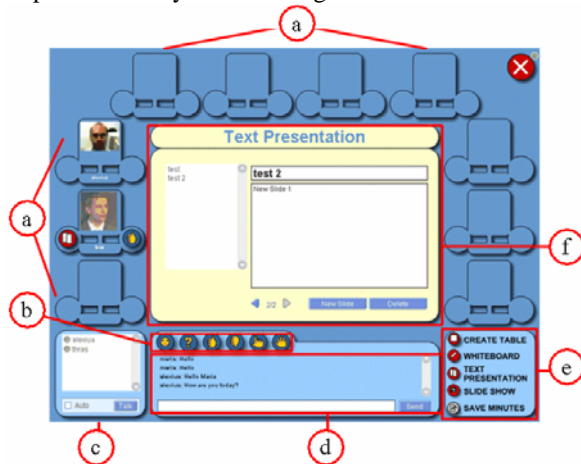 a
Text Presentation
alexius
test
test 2
test 2
New Slide 1
a
f
b
2/2
New Slide
Delete
alexius
thras
maria: Hello
maria: Hello
alexius: Hello Maria
alexius: How are you today?
CREATE TABLE
WHITEBOARD
TEXT
PRESENTATION
SLIDE SHOW
SAVE MINUTES
e
Auto
Talk
Send
c
d